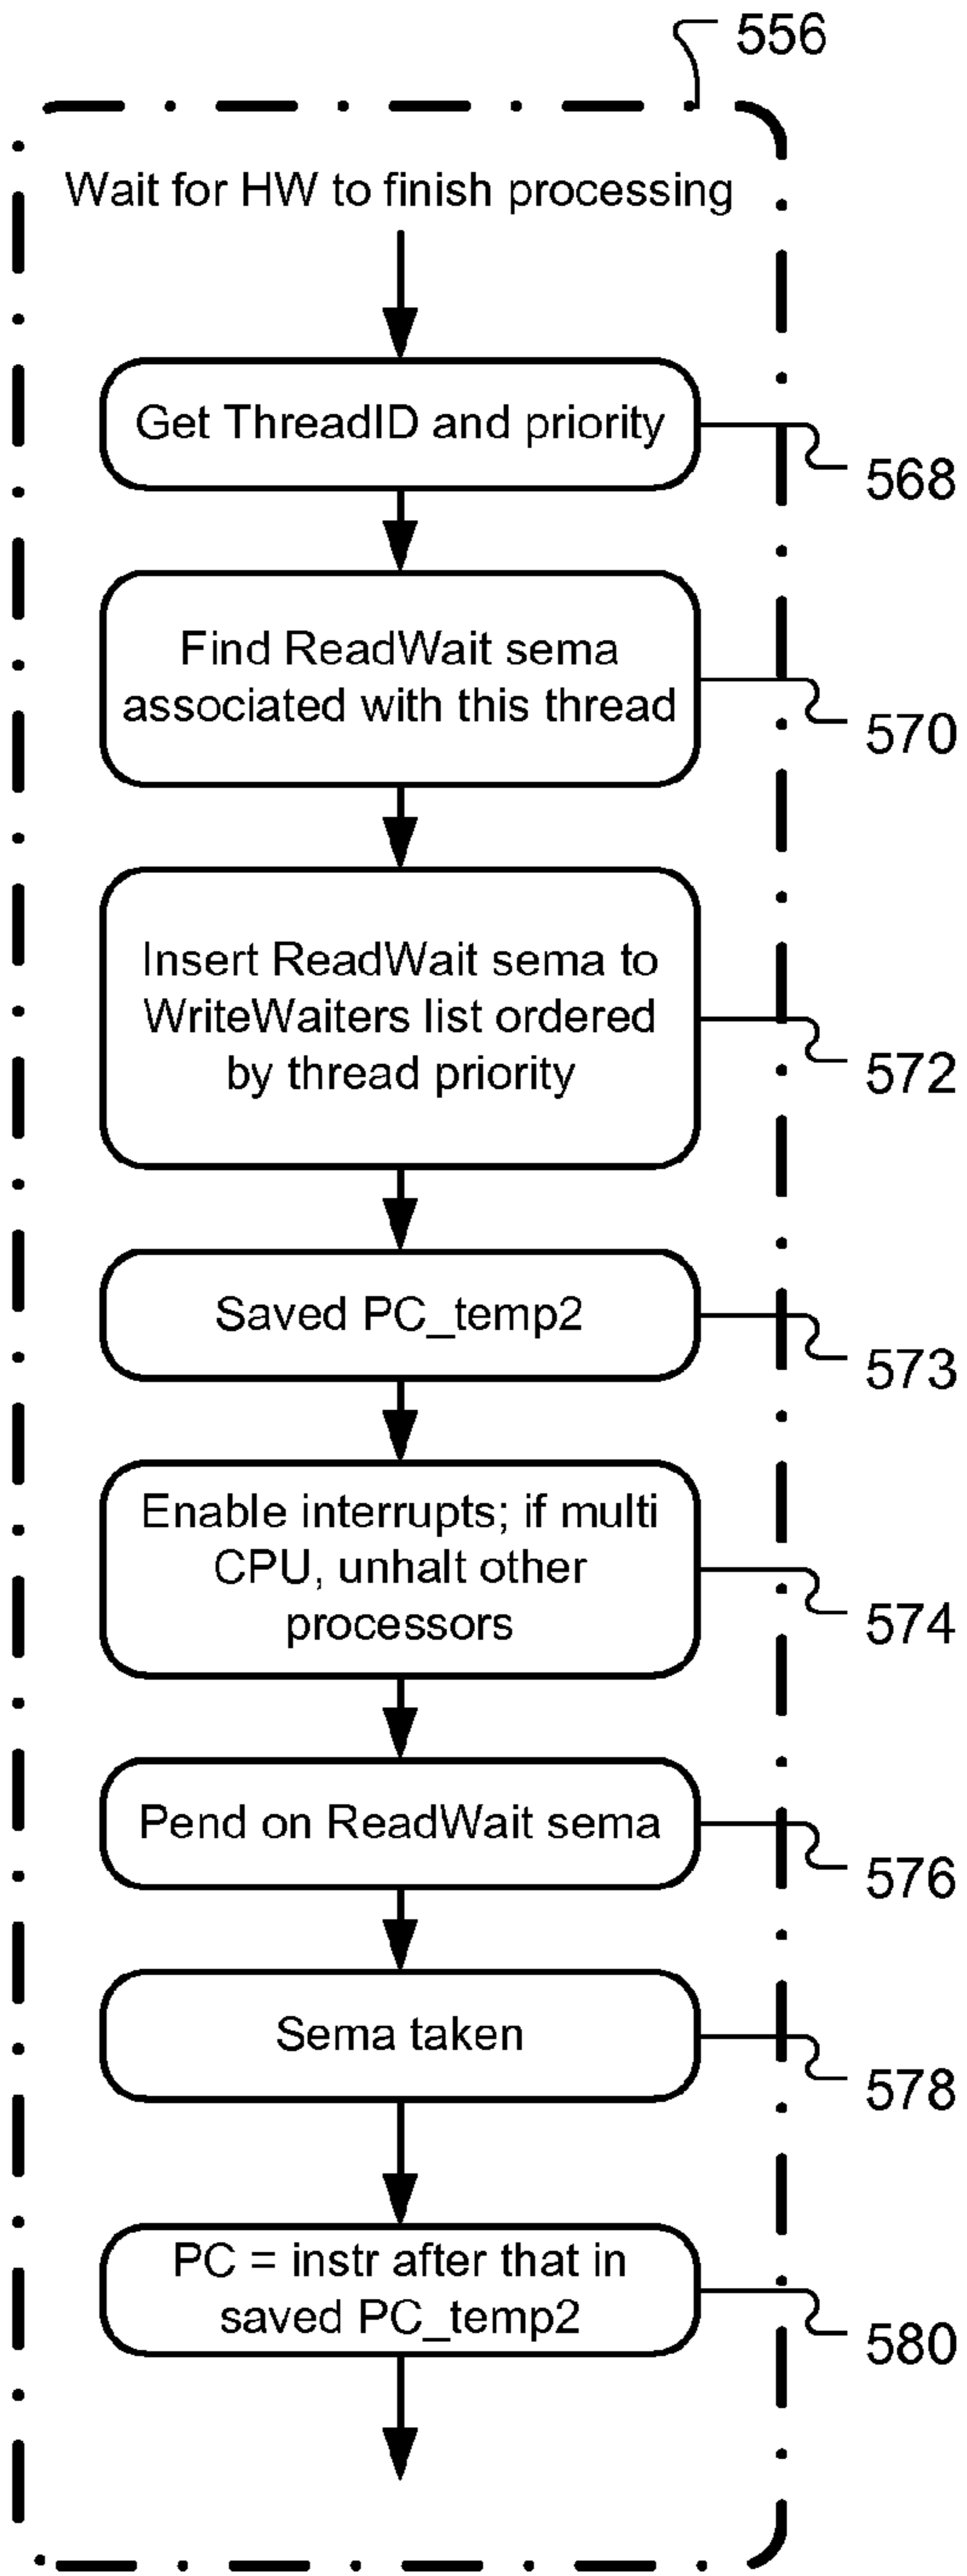 556
Wait for HW to finish processing
Get ThreadID and priority
568
Find ReadWait sema
associated with this thread
570
Insert ReadWait sema to
WriteWaiters list ordered
by thread priority
572
Saved PC_temp2
573
Enable interrupts; if multi
CPU, unhalt other
processors
574
Pend on ReadWait sema
576
Sema taken
578
PC = instr after that in
saved PC_temp2
580